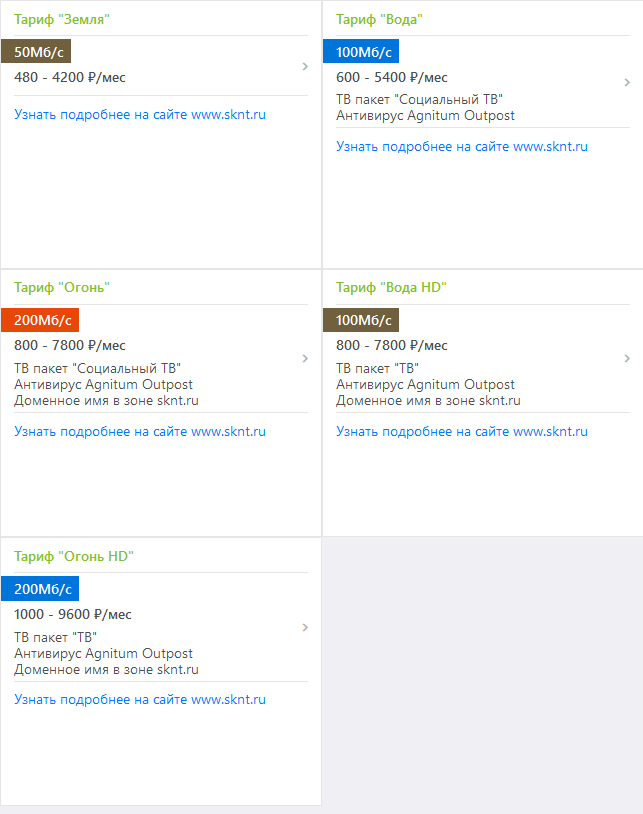 Тариф "Земля"
50Мб/с
480 - 4200 ₽/мес
Узнать подробнее на сайте www.sknt.ru
Тариф "Вода"
100Мб/с
600 - 5400 ₽/мес
ТВ пакет "Социальный ТВ"
Антивирус Agnitum Outpost
Узнать подробнее на сайте www.sknt.ru
Тариф "Огонь"
200Мб/с
800 - 7800 ₽/мес
ТВ пакет "Социальный ТВ"
Антивирус Agnitum Outpost
Доменное имя в зоне sknt.ru
Узнать подробнее на сайте www.sknt.ru
Тариф "Вода HD"
100Мб/с
800 - 7800 ₽/мес
ТВ пакет "ТВ"
Антивирус Agnitum Outpost
Доменное имя в зоне sknt.ru
Узнать подробнее на сайте www.sknt.ru
Тариф "Огонь HD"
200Мб/с
1000 - 9600 ₽/мес
ТВ пакет "ТВ"
Антивирус Agnitum Outpost
Доменное имя в зоне sknt.ru
Узнать подробнее на сайте www.sknt.ru